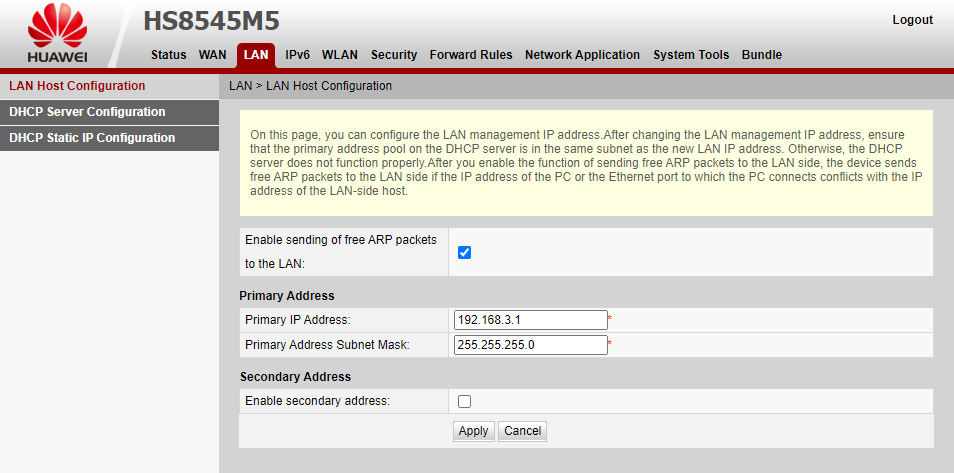 HUAWEI
HS8545M5
Logout
Status WAN LAN IPv6 WLAN Security Forward Rules Network Application System Tools Bundle
LAN Host Configuration
DHCP Server Configuration
DHCP Static IP Configuration
LAN > LAN Host Configuration
On this page, you can configure the LAN management IP address.After changing the LAN management IP address, ensure
that the primary address pool on the DHCP server is in the same subnet as the new LAN IP address. Otherwise, the DHCP
server does not function properly.After you enable the function of sending free ARP packets to the LAN side, the device sends
free ARP packets to the LAN side if the IP address of the PC or the Ethernet port to which the PC connects conflicts with the IP
address of the LAN-side host.
Enable sending of free ARP packets
to the LAN:
Primary Address
Primary IP Address: 192.168.3.1 *
Primary Address Subnet Mask: 255.255.255.0 *
Secondary Address
Enable secondary address:
Apply Cancel